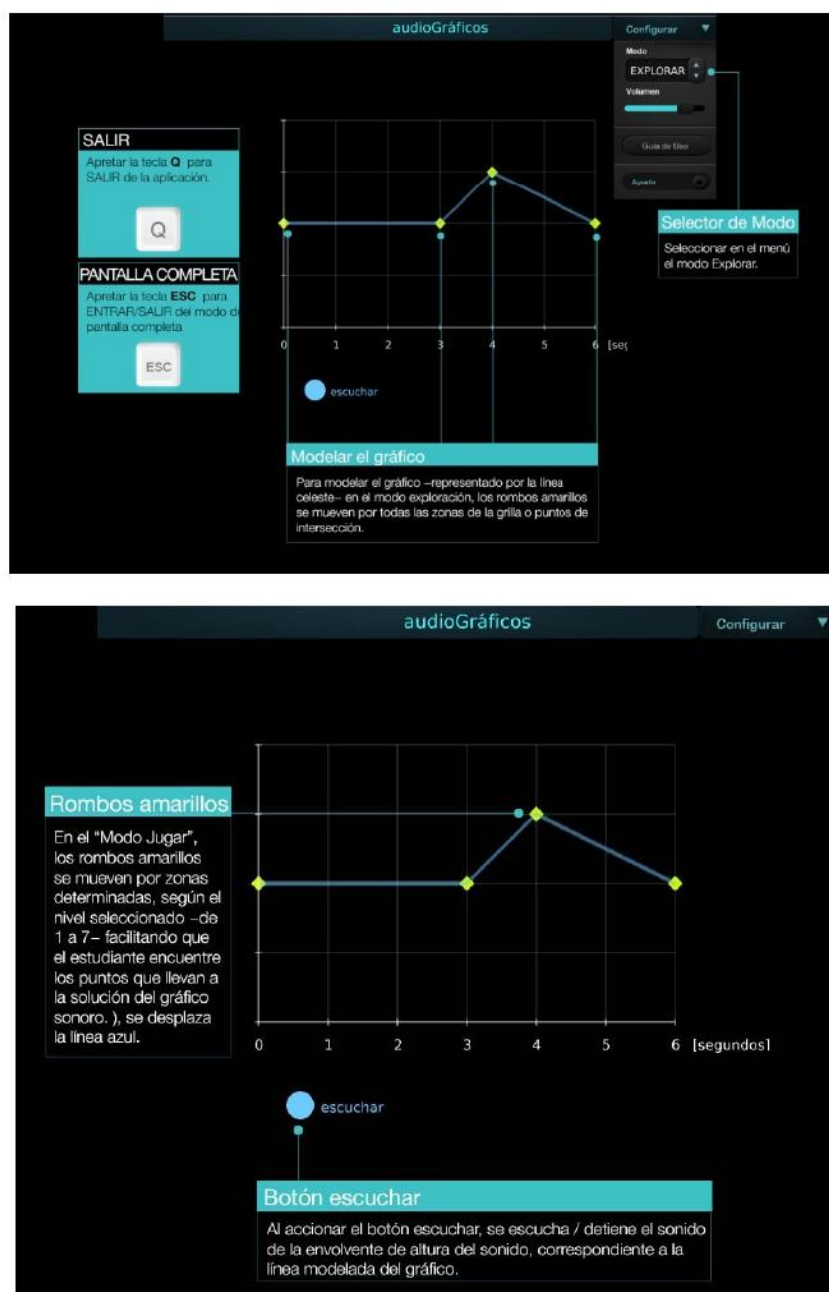 audioGráficos
Configurar
Modo
EXPLORAR
Volumen
Guia de Uso
Ayuda
SALIR
Apretar la tecla Q para
SALIR de la aplicación.
Q
PANTALLA COMPLETA
Apretar la tecla ESC para
ENTRAR/SALIR del modo de
pantalla completa
ESC
Selector de Modo
Seleccionar en el menú
el modo Explorar.
0 1 2 3 4 5 6 [seg
escuchar
Modelar el gráfico
Para modelar el gráfico –representado por la línea
celeste– en el modo exploración, los rombos amarillos
se mueven por todas las zonas de la grilla o puntos de
intersección.
audioGráficos
Configurar
Rombos amarillos
En el “Modo Jugar”,
los rombos amarillos
se mueven por zonas
determinadas, según el
nivel seleccionado –de
1 a 7– facilitando que
el estudiante encuentre
los puntos que llevan a
la solución del gráfico
sonoro. ), se desplaza
la línea azul.
0 1 2 3 4 5 6 [segundos]
escuchar
Botón escuchar
Al accionar el botón escuchar, se escucha / detiene el sonido
de la envolvente de altura del sonido, correspondiente a la
línea modelada del gráfico.